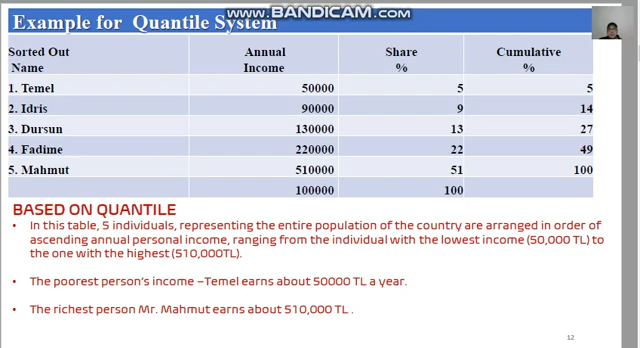 WWW.BANDICAM.COM
Example for Quantile System
Sorted Out Name Annual Income Share % Cumulative %
1. Temel 50000 5 5
2. Idris 90000 9 14
3. Dursun 130000 13 27
4. Fadime 220000 22 49
5. Mahmut 510000 51 100
100000 100
BASED ON QUANTILE
• In this table, 5 individuals, representing the entire population of the country are arranged in order of
ascending annual personal income, ranging from the individual with the lowest income (50,000 TL) to
the one with the highest (510,000TL).
• The poorest person's income –Temel earns about 50000 TL a year.
• The richest person Mr. Mahmut earns about 510,000 TL .
12